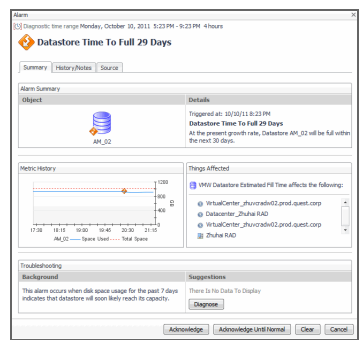 Alarm
Diagnostic time range Monday, October 10, 2011 5:23 PM - 9:23 PM 4 hours
Datastore Time To Full 29 Days
Summary History/Notes Source
Alarm Summary
Object
AM_02
Details
Triggered at: 10/10/11 8:23 PM
Datastore Time To Full 29 Days
At the present growth rate, Datastore AM_02 will be full within
the next 30 days.
Metric History
1200
800
400
0
GB
17:30 18:15 19:00 19:45 20:30 21:15
AM_02 Space Used Total Space
Things Affected
VMW Datastore Estimated Fill Time affects the following:
VirtualCenter_zhuvcradw02.prod.quest.corp
Datacenter_Zhuhai RAD
VirtualCenter_zhuvcradw02.prod.quest.corp
Zhuhai RAD
Troubleshooting
Background
This alarm occurs when disk space usage for the past 7 days
indicates that datastore will soon likely reach its capacity.
Suggestions
There Is No Data To Display
Diagnose
Acknowledge Acknowledge Until Normal Clear Cancel